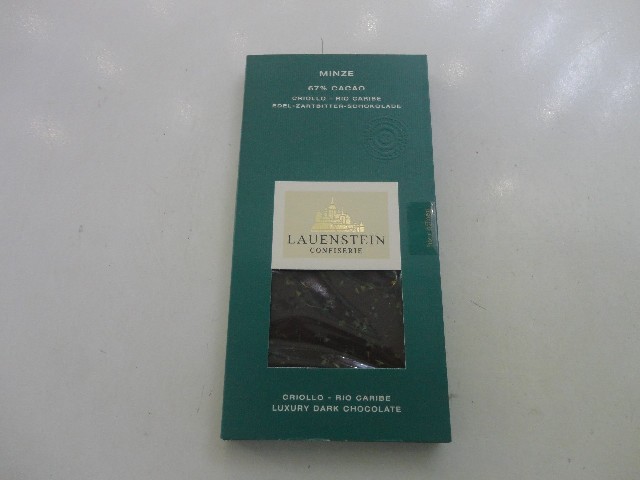 MINZE
67% CACAO
CRIOLLO - RIO CARIBE
EDEL-ZARTBITTER-SCHOKOLADE
LAUENSTEIN
CONFISERIE
CRIOLLO - RIO CARIBE
LUXURY DARK CHOCOLATE